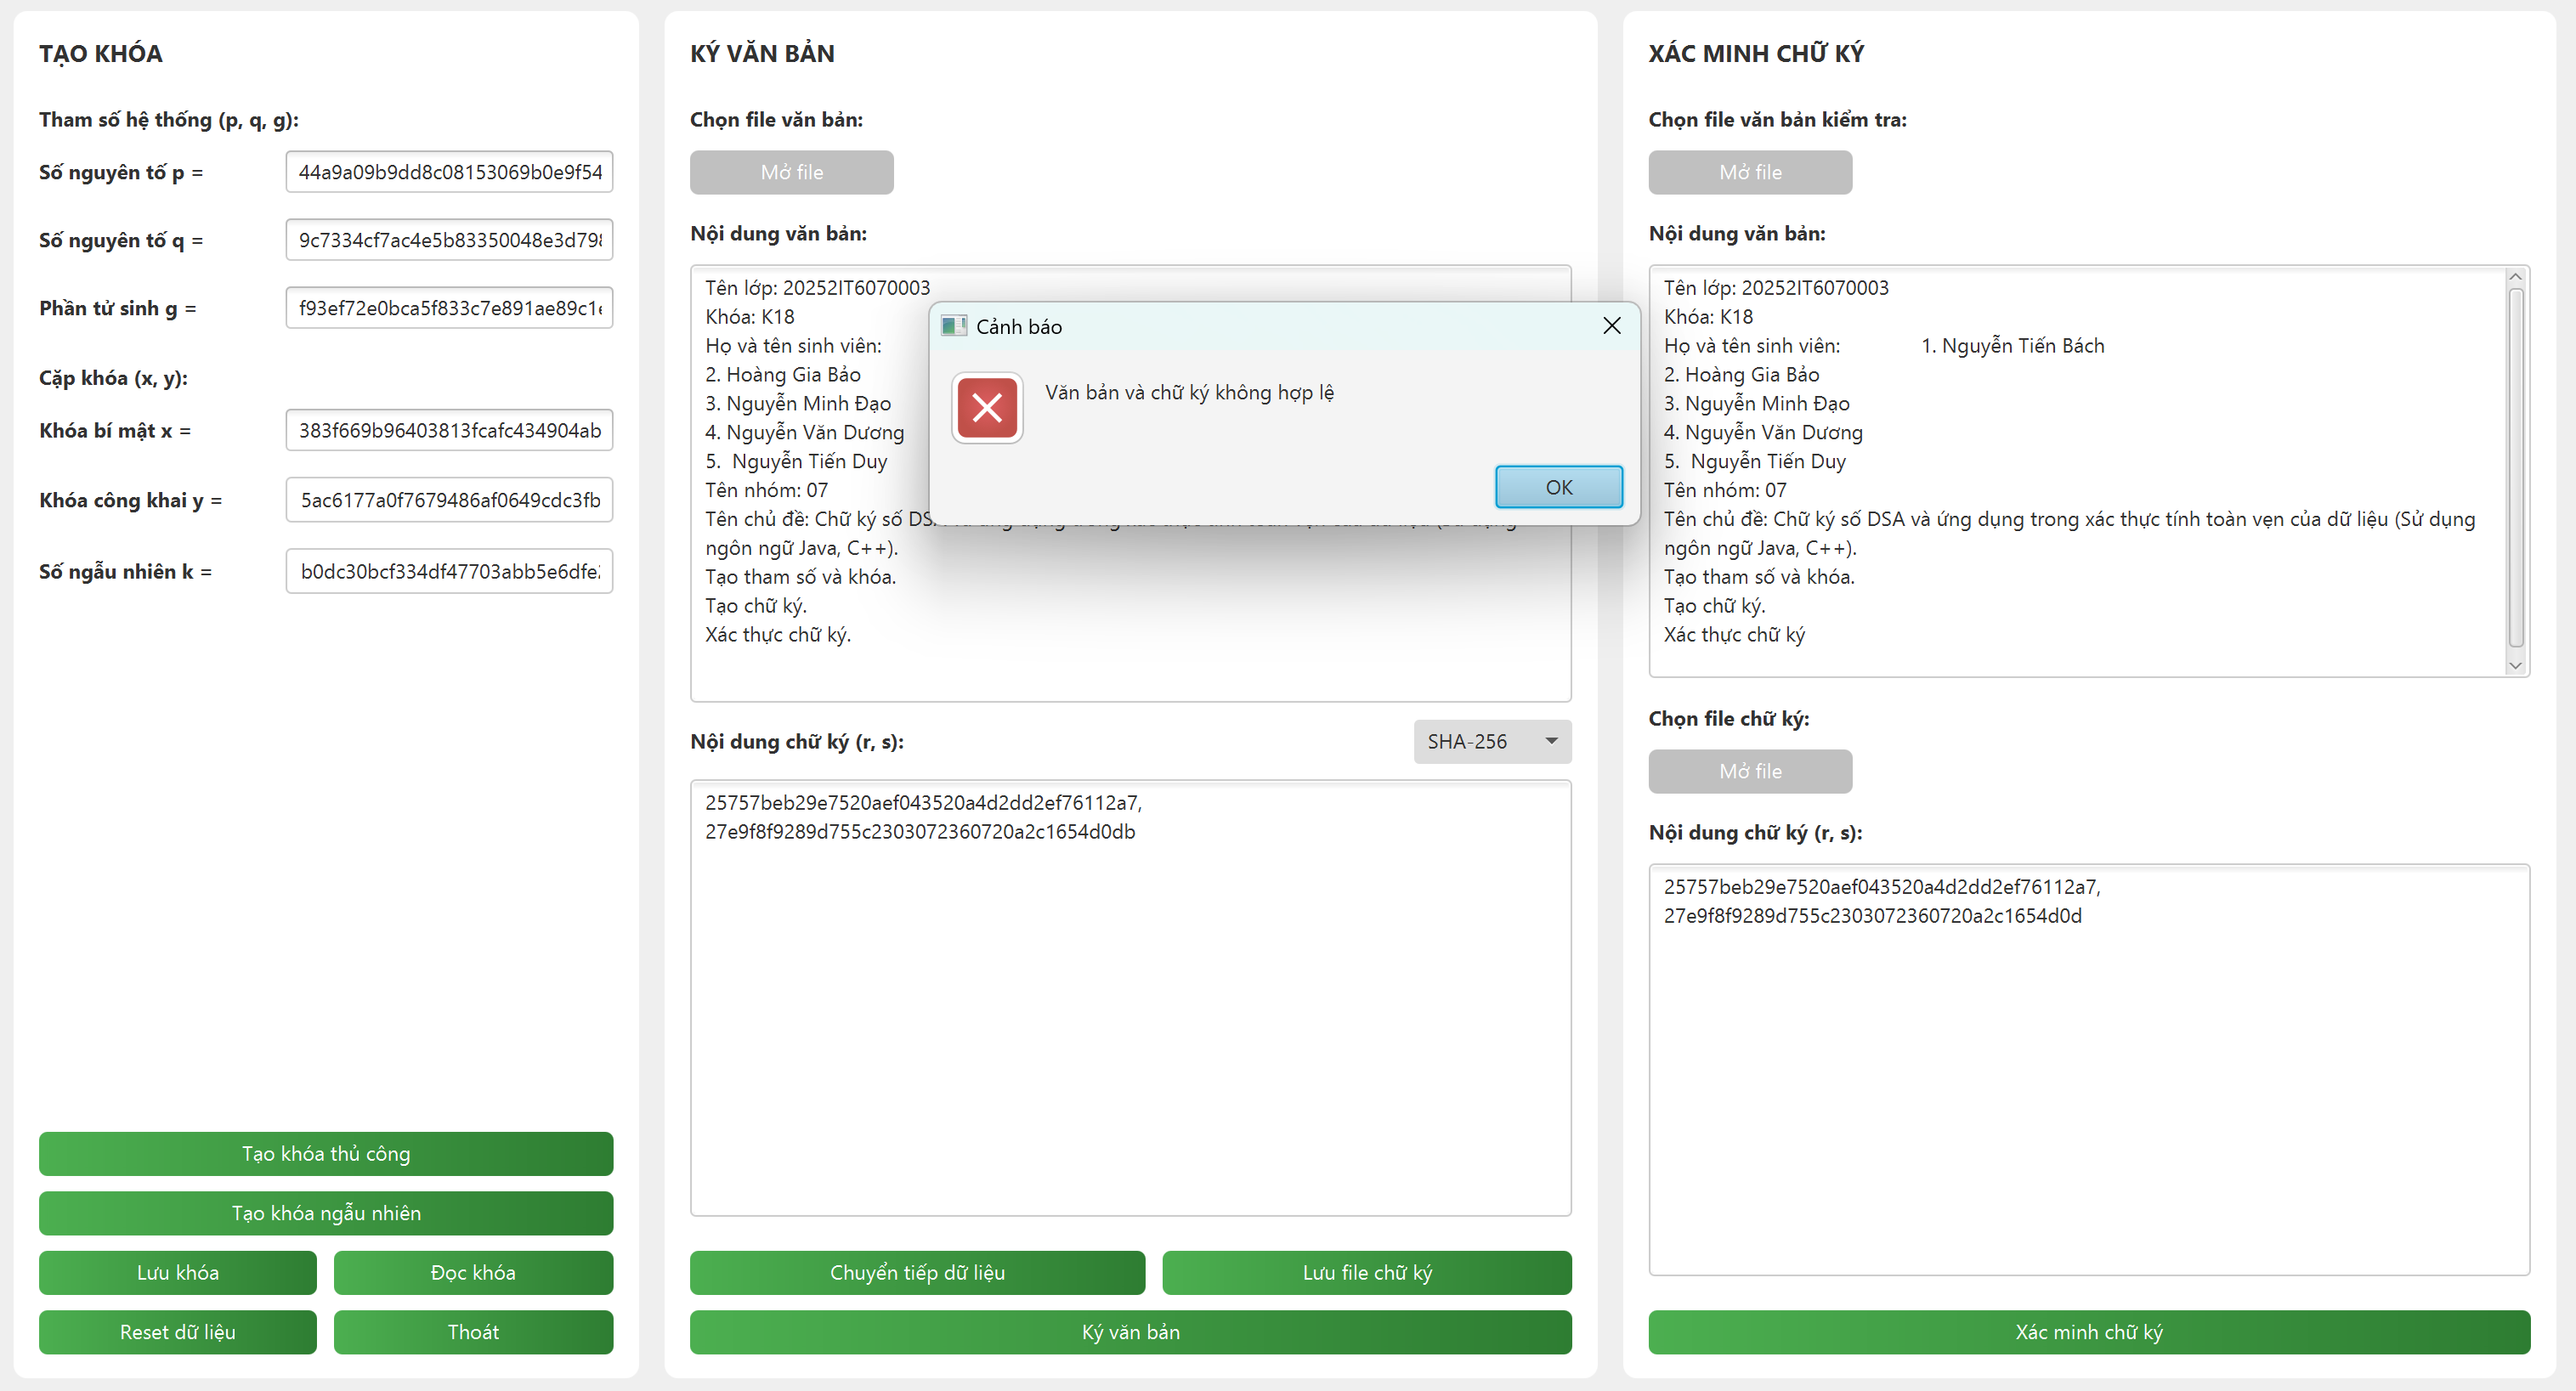 TẠO KHÓA
Tham số hệ thống (p, q, g):
Số nguyên tố p =
44a9a09b9dd8c08153069b0e9f54
Số nguyên tố q =
9c7334cf7ac4e5b83350048e3d798
Phần tử sinh g =
f93ef72e0bca5f833c7e891ae89c1
Cặp khóa (x, y):
Khóa bí mật x =
383f669b96403813fcafc434904ab
Khóa công khai y =
5ac6177a0f7679486af0649cdc3fb
Số ngẫu nhiên k =
b0dc30bcf334df47703abb5e6dfe
Tạo khóa thủ công
Tạo khóa ngẫu nhiên
Lưu khóa
Đọc khóa
Reset dữ liệu
Thoát
KÝ VĂN BẢN
Chọn file văn bản:
Mở file
Nội dung văn bản:
Tên lớp: 20252IT6070003
Khóa: K18
Họ và tên sinh viên:
2. Hoàng Gia Bảo
3. Nguyễn Minh Đạo
4. Nguyễn Văn Dương
5.  Nguyễn Tiến Duy
Tên nhóm: 07
Tên chủ đề: Chữ ký số
ngôn ngữ Java, C++).
Tạo tham số và khóa.
Tạo chữ ký.
Xác thực chữ ký.
Nội dung chữ ký (r, s):
SHA-256
25757beb29e7520aef043520a4d2dd2ef76112a7,
27e9f8f9289d755c2303072360720a2c1654d0db
Chuyển tiếp dữ liệu
Lưu file chữ ký
Ký văn bản
Cảnh báo
Văn bản và chữ ký không hợp lệ
OK
XÁC MINH CHỮ KÝ
Chọn file văn bản kiểm tra:
Mở file
Nội dung văn bản:
Tên lớp: 20252IT6070003
Khóa: K18
Họ và tên sinh viên: 1. Nguyễn Tiến Bách
2. Hoàng Gia Bảo
3. Nguyễn Minh Đạo
4. Nguyễn Văn Dương
5.  Nguyễn Tiến Duy
Tên nhóm: 07
Tên chủ đề: Chữ ký số DSA và ứng dụng trong xác thực tính toàn vẹn của dữ liệu (Sử dụng
ngôn ngữ Java, C++).
Tạo tham số và khóa.
Tạo chữ ký.
Xác thực chữ ký
Chọn file chữ ký:
Mở file
Nội dung chữ ký (r, s):
25757beb29e7520aef043520a4d2dd2ef76112a7,
27e9f8f9289d755c2303072360720a2c1654d0d
Xác minh chữ ký